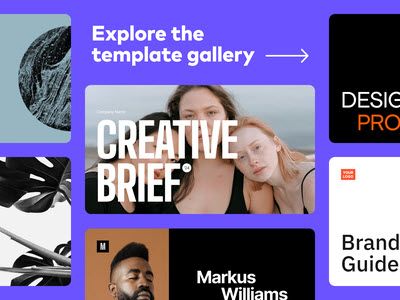 Explore the
template gallery
DESIG
PRO
Company Name
CREATIVE
BRIEF
YOUR
LOGO
Brand
Guide
M
Markus
Williams